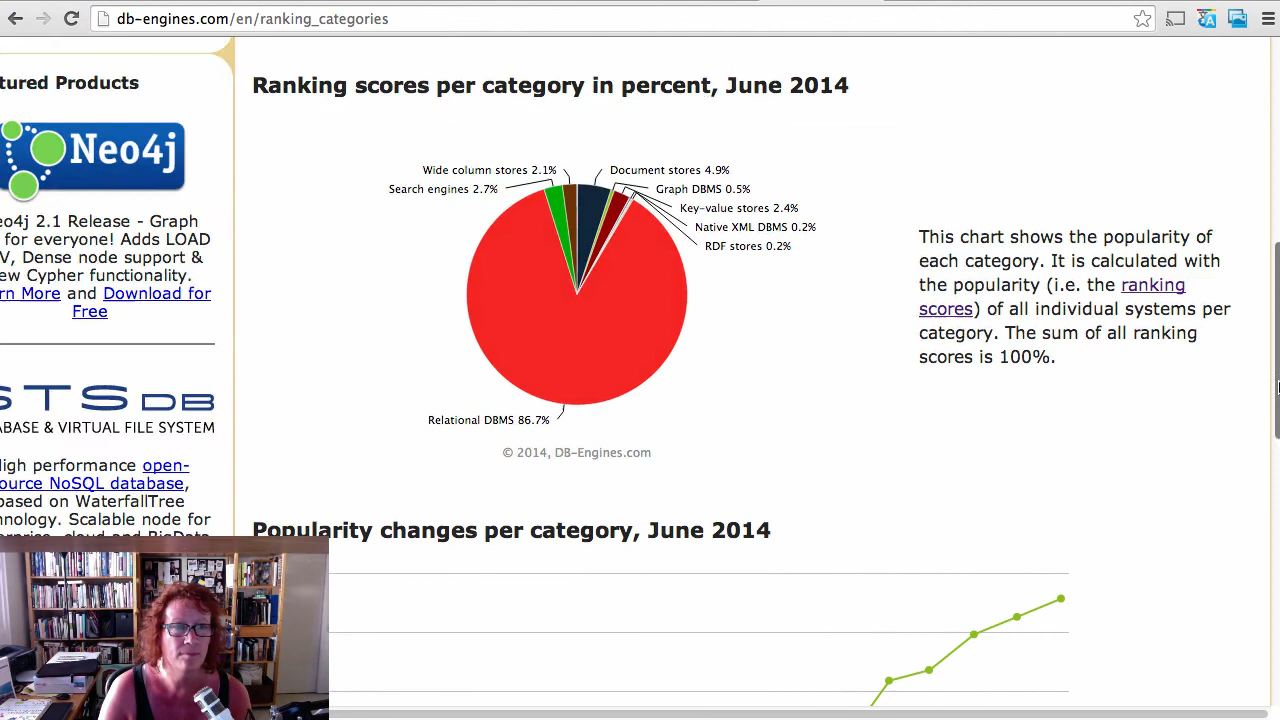 db-engines.com/en/ranking_categories
tured Products
Neo4j
eo4j 2.1 Release - Graph
for everyone! Adds LOAD
V, Dense node support &
ew Cypher functionality.
rn More and Download for
Free
STSDB
ABASE & VIRTUAL FILE SYSTEM
igh performance open-
ource NoSQL database,
based on WaterfallTree
hnology. Scalable node for
Ranking scores per category in percent, June 2014
Wide column stores 2.1%
Document stores 4.9%
Search engines 2.7%
Graph DBMS 0.5%
Key-value stores 2.4%
Native XML DBMS 0.2%
RDF stores 0.2%
Relational DBMS 86.7%
© 2014, DB-Engines.com
This chart shows the popularity of
each category. It is calculated with
the popularity (i.e. the ranking
scores) of all individual systems per
category. The sum of all ranking
scores is 100%.
Popularity changes per category, June 2014